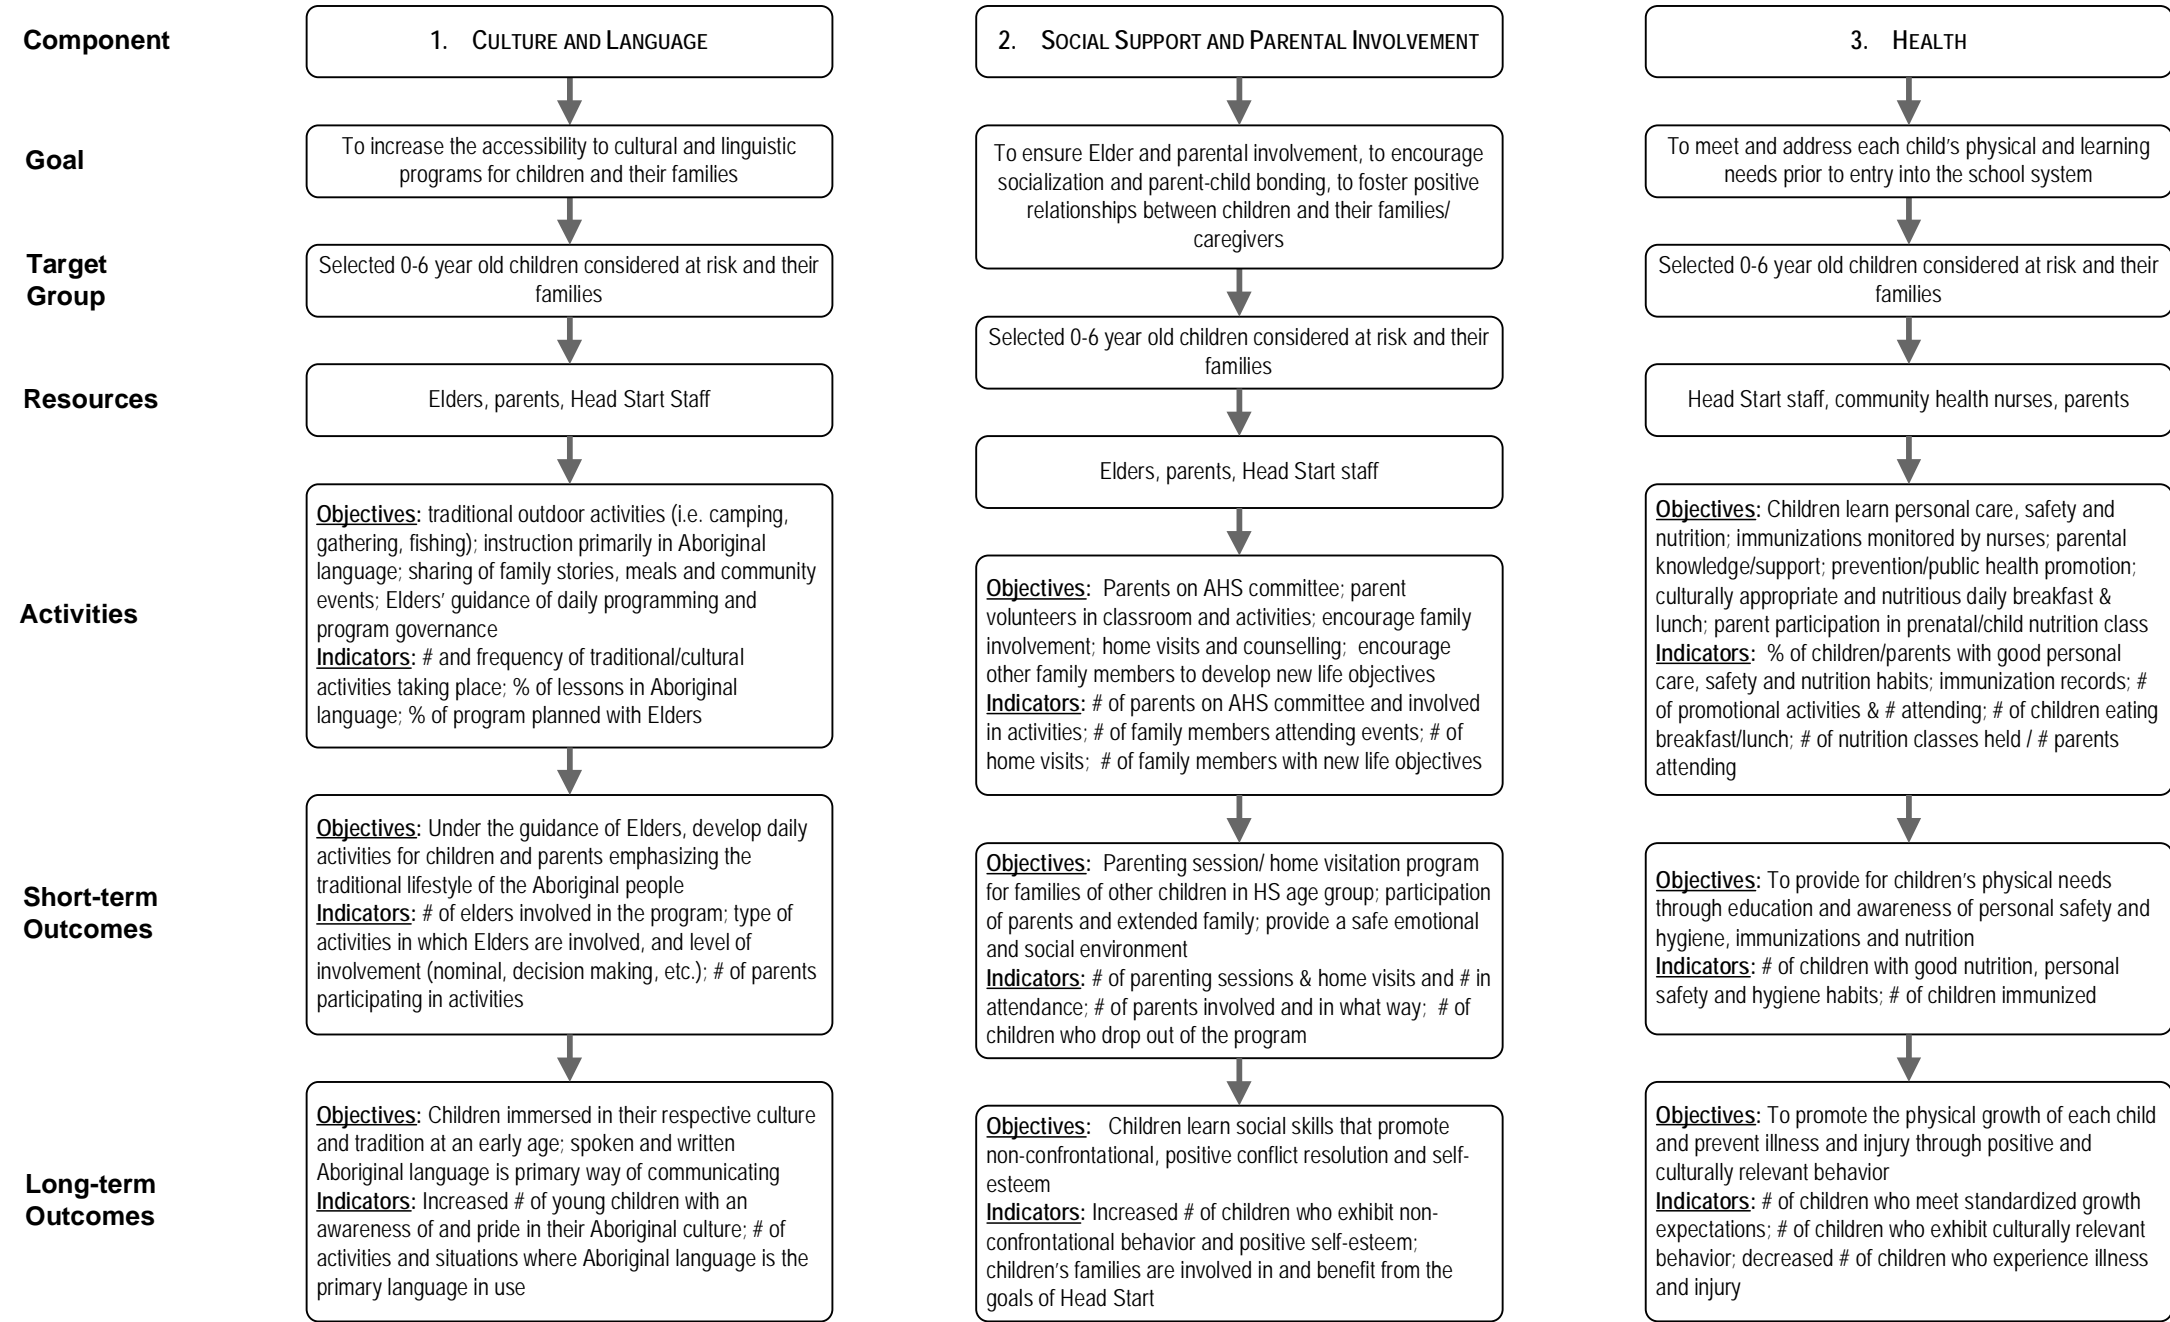 Component
1. CULTURE AND LANGUAGE
2. SOCIAL SUPPORT AND PARENTAL INVOLVEMENT
3. HEALTH
Goal
To increase the accessibility to cultural and linguistic
programs for children and their families
To ensure Elder and parental involvement, to encourage
socialization and parent-child bonding, to foster positive
relationships between children and their families/
caregivers
To meet and address each child's physical and learning
needs prior to entry into the school system
Target
Group
Selected 0-6 year old children considered at risk and their
families
Selected 0-6 year old children considered at risk and their
families
Selected 0-6 year old children considered at risk and their
families
Resources
Elders, parents, Head Start Staff
Elders, parents, Head Start staff
Head Start staff, community health nurses, parents
Activities
Objectives: traditional outdoor activities (i.e. camping,
gathering, fishing); instruction primarily in Aboriginal
language; sharing of family stories, meals and community
events; Elders' guidance of daily programming and
program governance
Indicators: # and frequency of traditional/cultural
activities taking place; % of lessons in Aboriginal
language; % of program planned with Elders
Objectives: Parents on AHS committee; parent
volunteers in classroom and activities; encourage family
involvement; home visits and counselling; encourage
other family members to develop new life objectives
Indicators: # of parents on AHS committee and involved
in activities; # of family members attending events; # of
home visits; # of family members with new life objectives
Objectives: Children learn personal care, safety and
nutrition; immunizations monitored by nurses; parental
knowledge/support; prevention/public health promotion;
culturally appropriate and nutritious daily breakfast &
lunch; parent participation in prenatal/child nutrition class
Indicators: % of children/parents with good personal
care, safety and nutrition habits; immunization records; #
of promotional activities & # attending; # of children eating
breakfast/lunch; # of nutrition classes held / # parents
attending
Short-term
Outcomes
Objectives: Under the guidance of Elders, develop daily
activities for children and parents emphasizing the
traditional lifestyle of the Aboriginal people
Indicators: # of elders involved in the program; type of
activities in which Elders are involved, and level of
involvement (nominal, decision making, etc.); # of parents
participating in activities
Objectives: Parenting session/ home visitation program
for families of other children in HS age group; participation
of parents and extended family; provide a safe emotional
and social environment
Indicators: # of parenting sessions & home visits and # in
attendance; # of parents involved and in what way; # of
children who drop out of the program
Objectives: To provide for children's physical needs
through education and awareness of personal safety and
hygiene, immunizations and nutrition
Indicators: # of children with good nutrition, personal
safety and hygiene habits; # of children immunized
Long-term
Outcomes
Objectives: Children immersed in their respective culture
and tradition at an early age; spoken and written
Aboriginal language is primary way of communicating
Indicators: Increased # of young children with an
awareness of and pride in their Aboriginal culture; # of
activities and situations where Aboriginal language is the
primary language in use
Objectives: Children learn social skills that promote
non-confrontational, positive conflict resolution and self-
esteem
Indicators: Increased # of children who exhibit non-
confrontational behavior and positive self-esteem;
children's families are involved in and benefit from the
goals of Head Start
Objectives: To promote the physical growth of each child
and prevent illness and injury through positive and
culturally relevant behavior
Indicators: # of children who meet standardized growth
expectations; # of children who exhibit culturally relevant
behavior; decreased # of children who experience illness
and injury